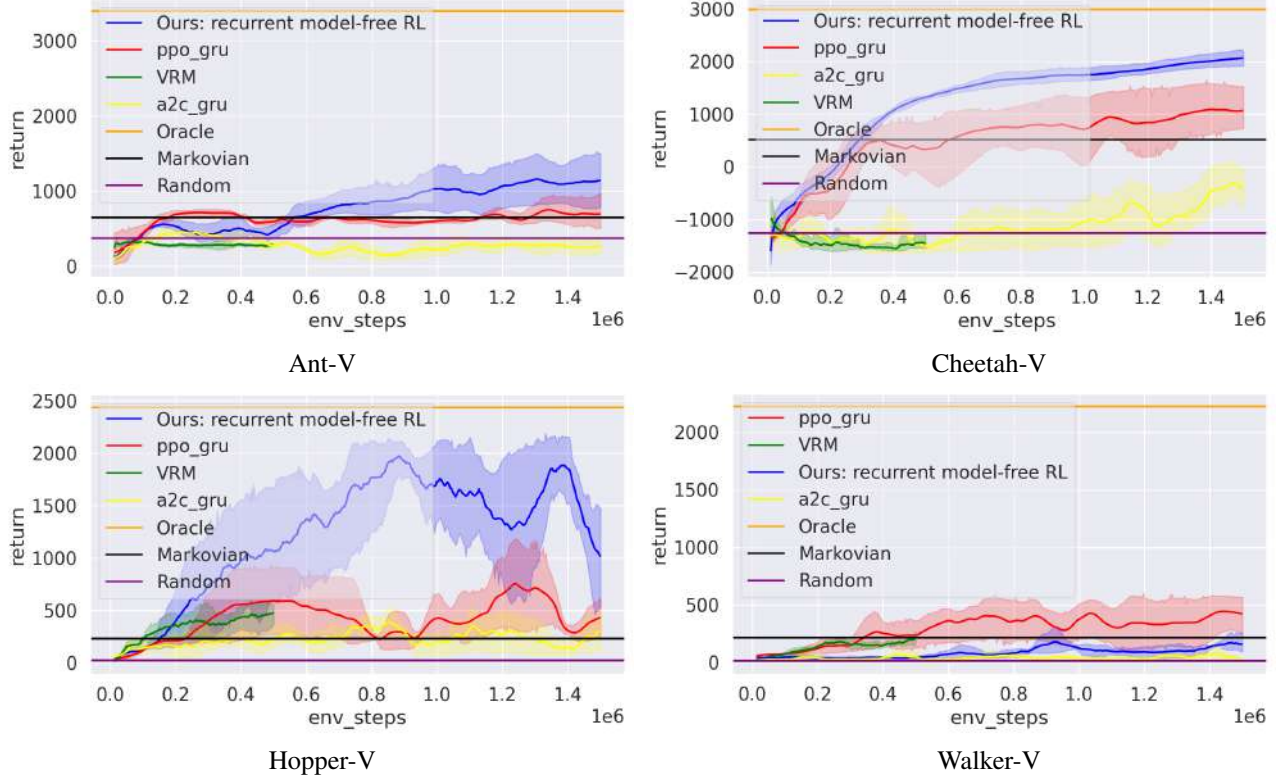 3000
2000
1000
0
return
Ours: recurrent model-free RL
ppo_gru
VRM
a2c_gru
Oracle
Markovian
Random
0.0 0.2 0.4 0.6 0.8 1.0 1.2 1.4
1e6
env_steps
Ant-V
3000
2000
1000
0
−1000
−2000
return
Ours: recurrent model-free RL
ppo_gru
a2c_gru
VRM
Oracle
Markovian
Random
0.0 0.2 0.4 0.6 0.8 1.0 1.2 1.4
1e6
env_steps
Cheetah-V
2500
2000
1500
1000
500
0
return
Ours: recurrent model-free RL
ppo_gru
VRM
a2c_gru
Oracle
Markovian
Random
0.0 0.2 0.4 0.6 0.8 1.0 1.2 1.4
1e6
env_steps
Hopper-V
2000
1500
1000
500
0
return
ppo_gru
VRM
Ours: recurrent model-free RL
a2c_gru
Oracle
Markovian
Random
0.0 0.2 0.4 0.6 0.8 1.0 1.2 1.4
1e6
env_steps
Walker-V